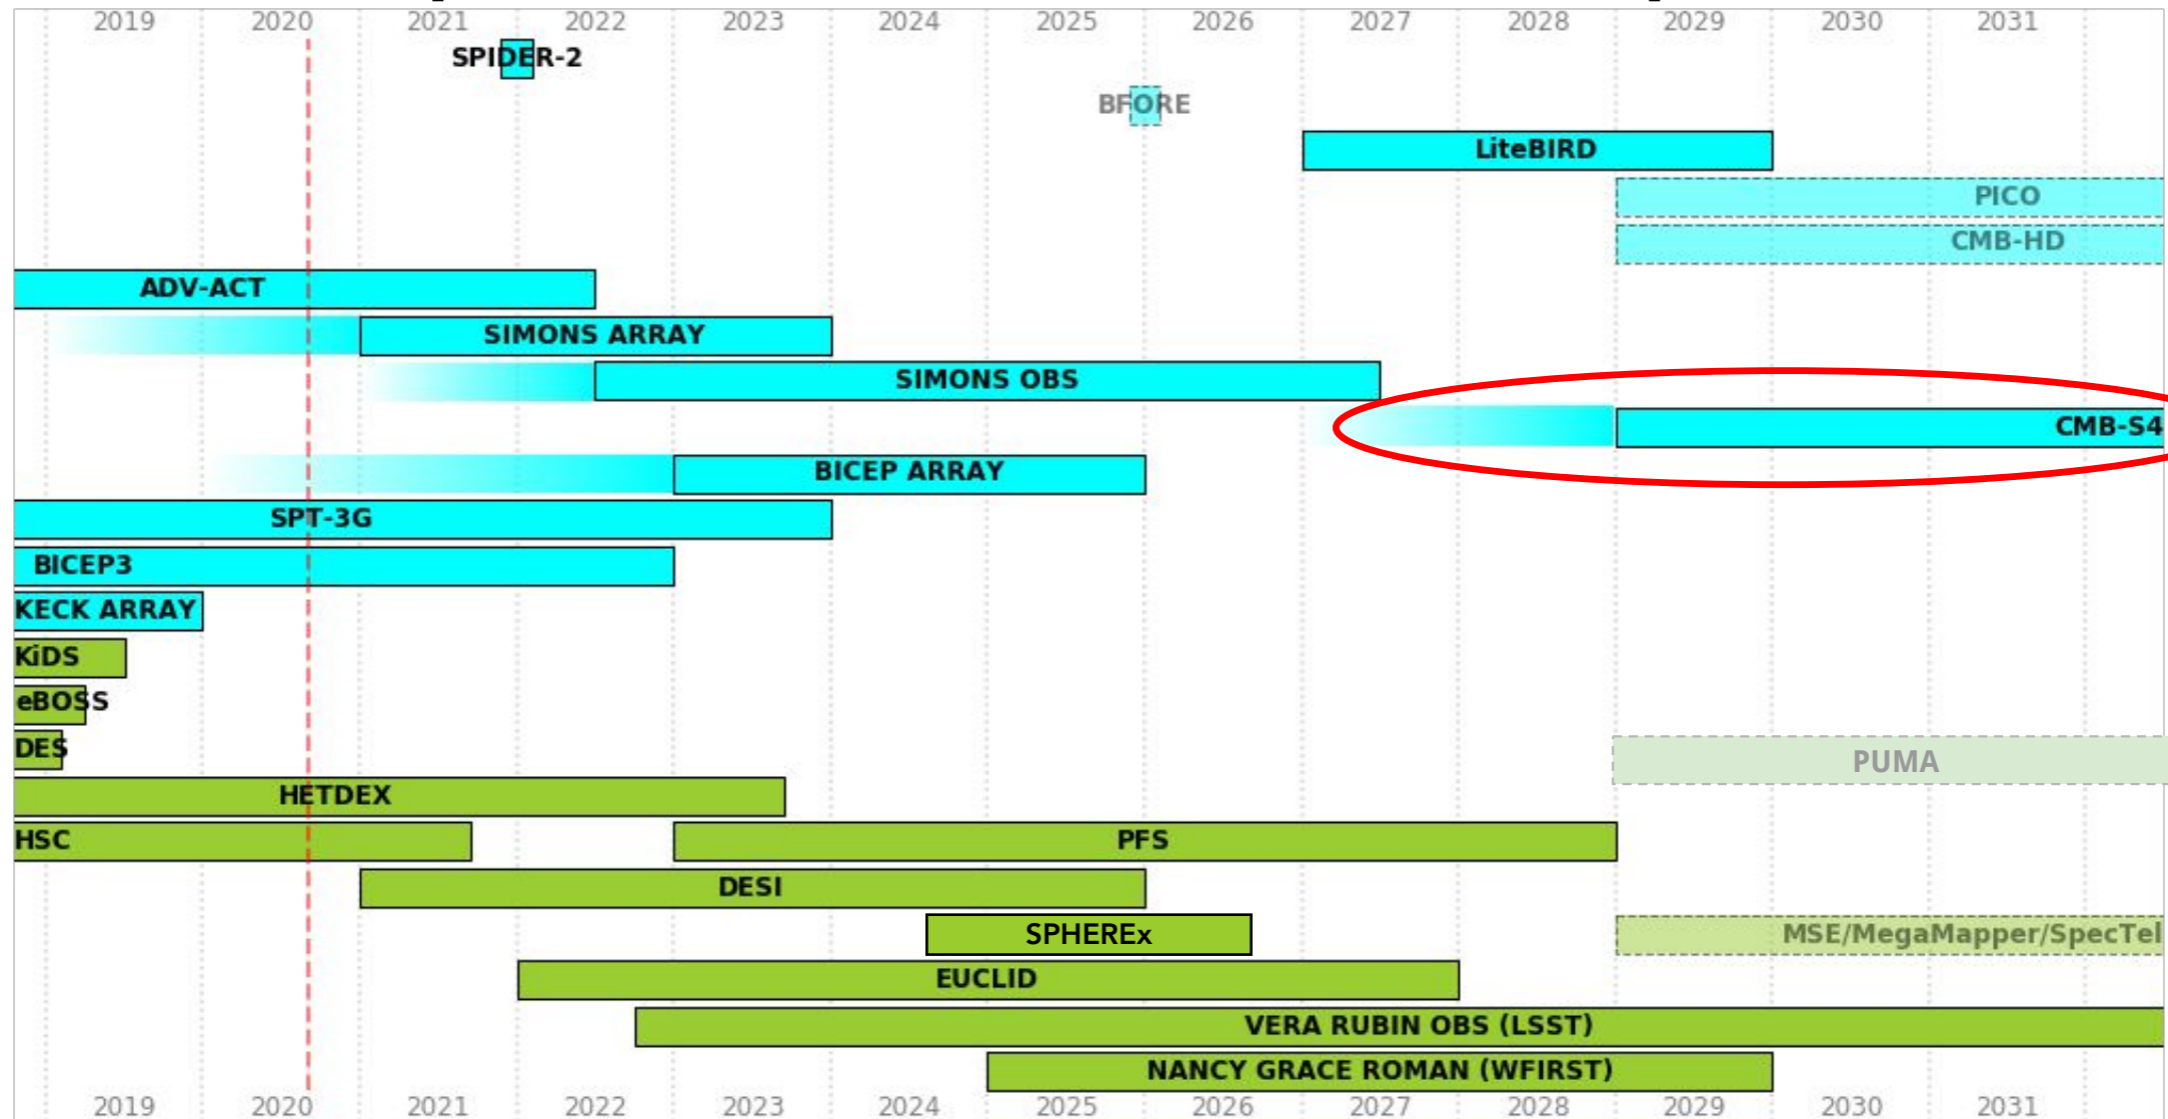 2019 2020 2021 2022 2023 2024 2025 2026 2027 2028 2029 2030 2031
SPIDER-2
BFORE
LiteBIRD
PICO
CMB-HD
ADV-ACT
SIMONS ARRAY
SIMONS OBS
CMB-S4
BICEP ARRAY
SPT-3G
BICEP3
KECK ARRAY
KiDS
eBOSS
DES
PUMA
HETDEX
HSC PFS
DESI
SPHEREx MSE/MegaMapper/SpecTel
EUCLID
VERA RUBIN OBS (LSST)
NANCY GRACE ROMAN (WFIRST)
2019 2020 2021 2022 2023 2024 2025 2026 2027 2028 2029 2030 2031